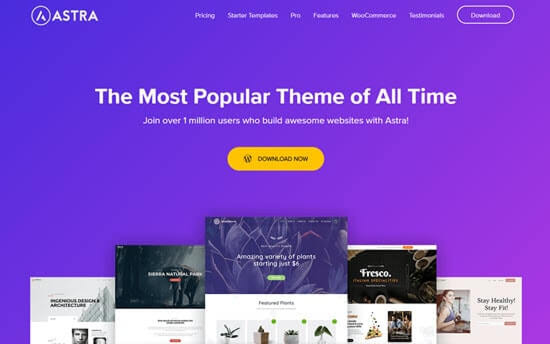 ASTRA
Pricing
Starter Templates
Pro
Features
WooCommerce
Testimonials
Download
The Most Popular Theme of All Time
Join over 1 million users who build awesome websites with Astra!
DOWNLOAD NOW
INGENIOUS DESIGN &
ARCHITECTURE
SIERRA NATURAL PARK
Amazing variety of plants
starting just $6
Featured Plants
Fresco.
ITALIAN SPECIALITIES
Stay Healthy!
Stay Fit!